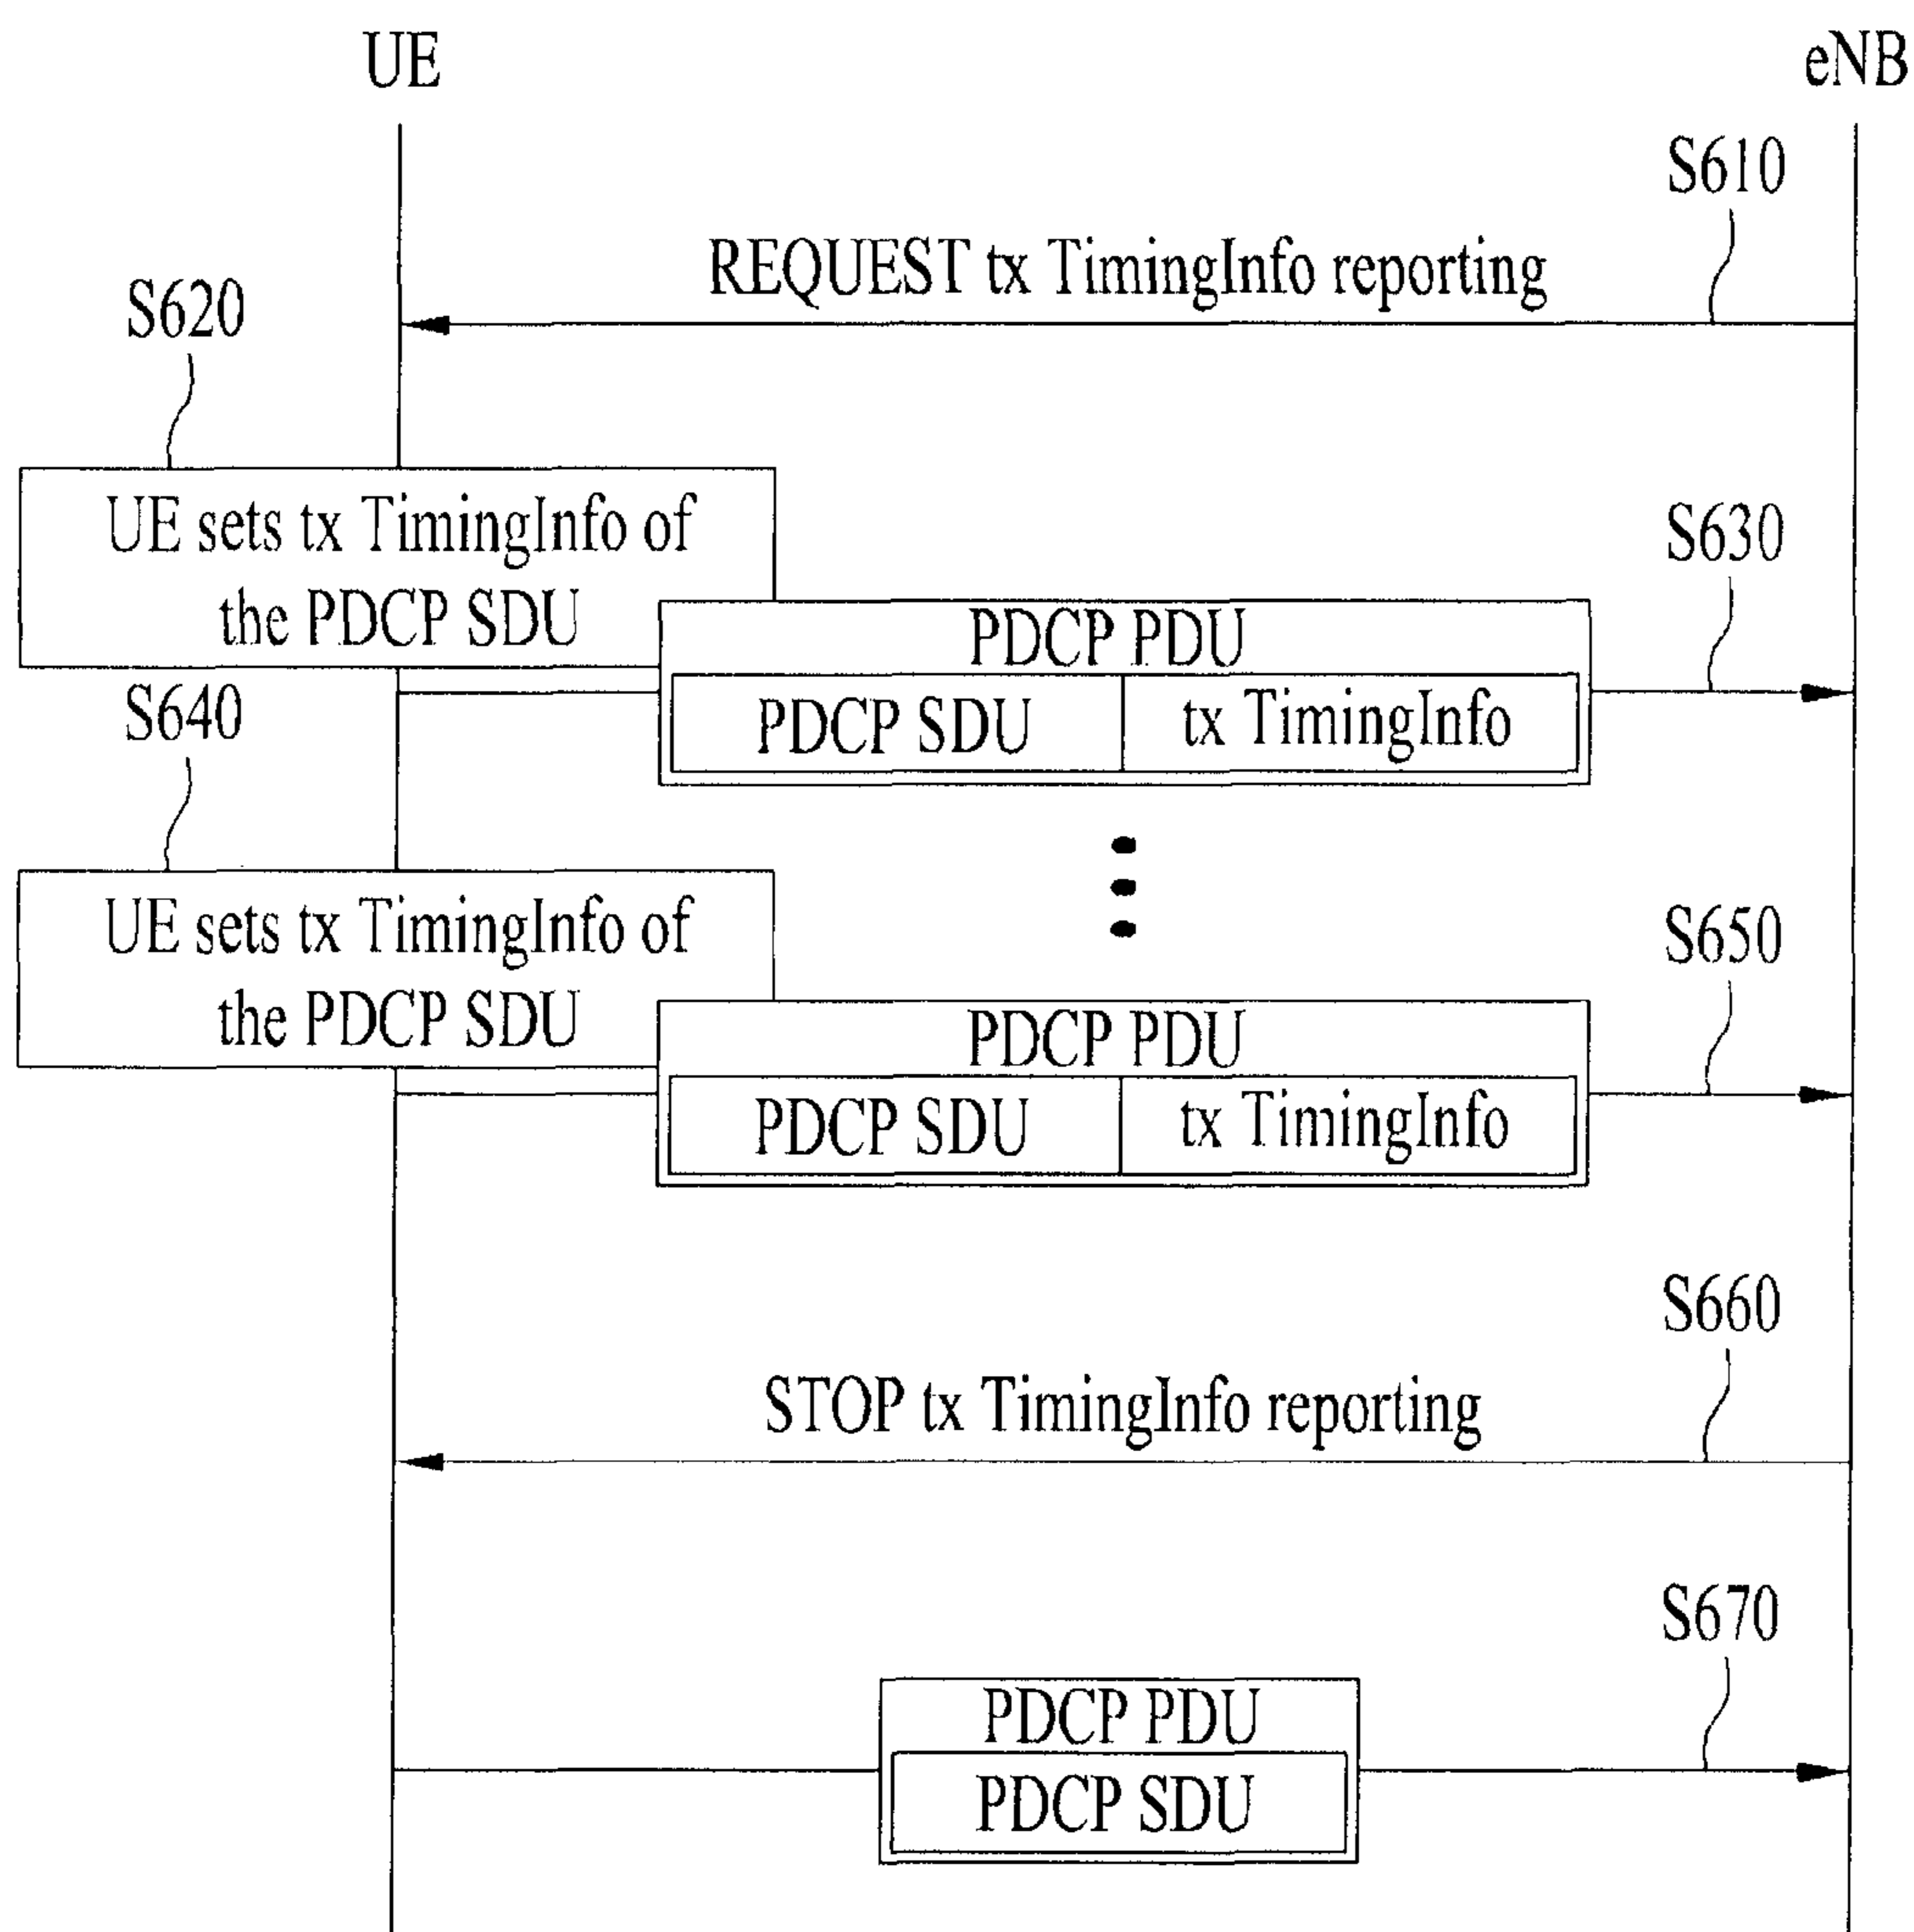 UE
eNB
S610
REQUEST tx TimingInfo reporting
S620
UE sets tx TimingInfo of
the PDCP SDU
S630
PDCP PDU
PDCP SDU
tx TimingInfo
S640
UE sets tx TimingInfo of
the PDCP SDU
S650
PDCP PDU
PDCP SDU
tx TimingInfo
S660
STOP tx TimingInfo reporting
S670
PDCP PDU
PDCP SDU